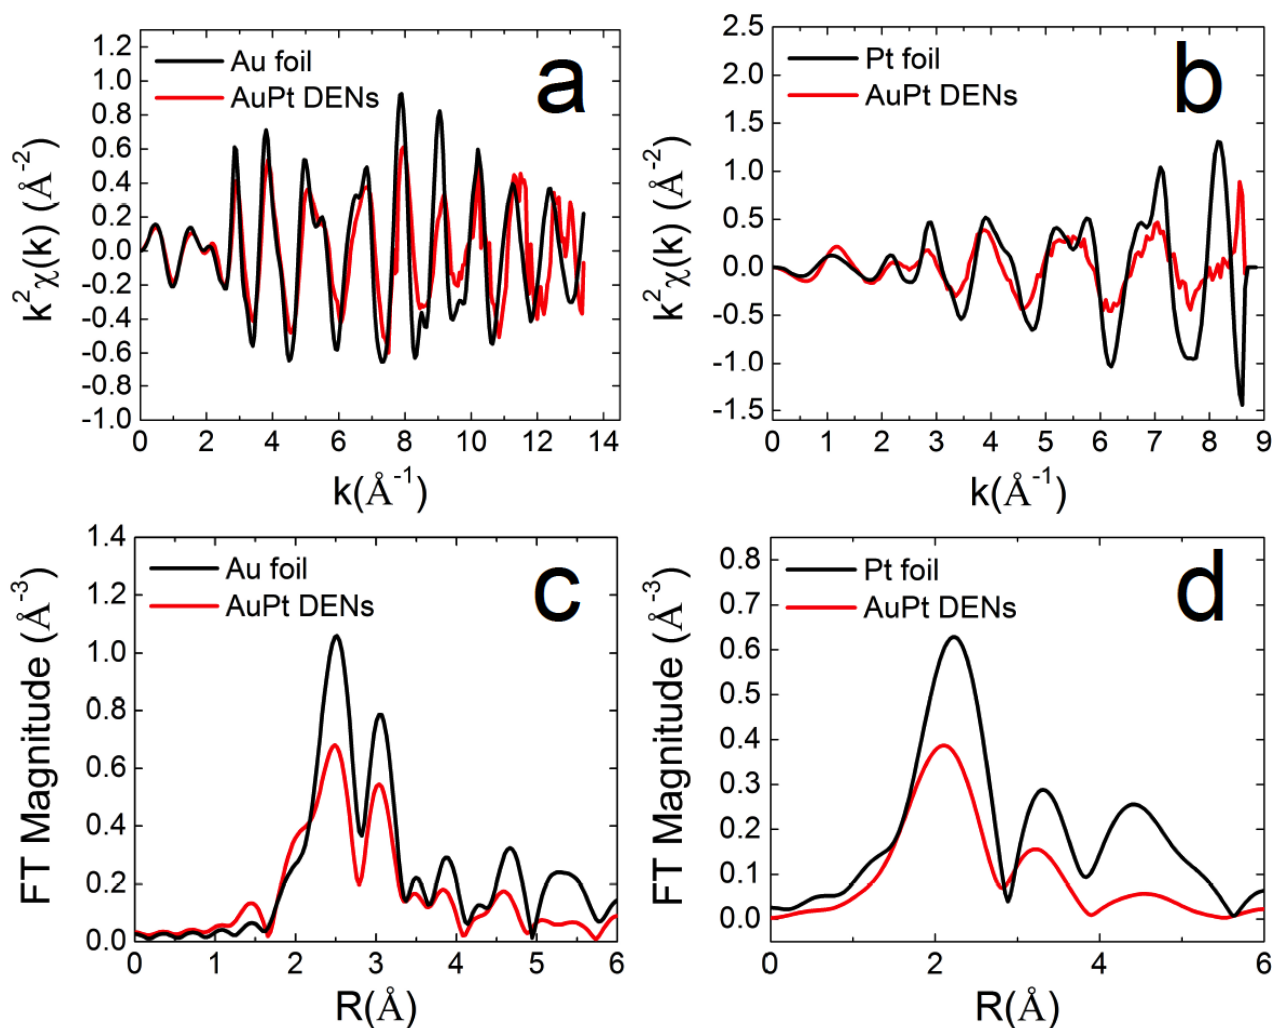 a
Au foil
AuPt DENs
1.2
1.0
0.8
0.6
0.4
0.2
0.0
-0.2
-0.4
-0.6
-0.8
-1.0
k²χ(k) (Å⁻²)
0 2 4 6 8 10 12 14
k(Å⁻¹)
b
Pt foil
AuPt DENs
2.5
2.0
1.5
1.0
0.5
0.0
-0.5
-1.0
-1.5
k²χ(k) (Å⁻²)
0 1 2 3 4 5 6 7 8 9
k(Å⁻¹)
c
Au foil
AuPt DENs
1.4
1.2
1.0
0.8
0.6
0.4
0.2
0.0
FT Magnitude (Å⁻³)
0 1 2 3 4 5 6
R(Å)
d
Pt foil
AuPt DENs
0.8
0.7
0.6
0.5
0.4
0.3
0.2
0.1
0.0
FT Magnitude (Å⁻³)
0 2 4 6
R(Å)